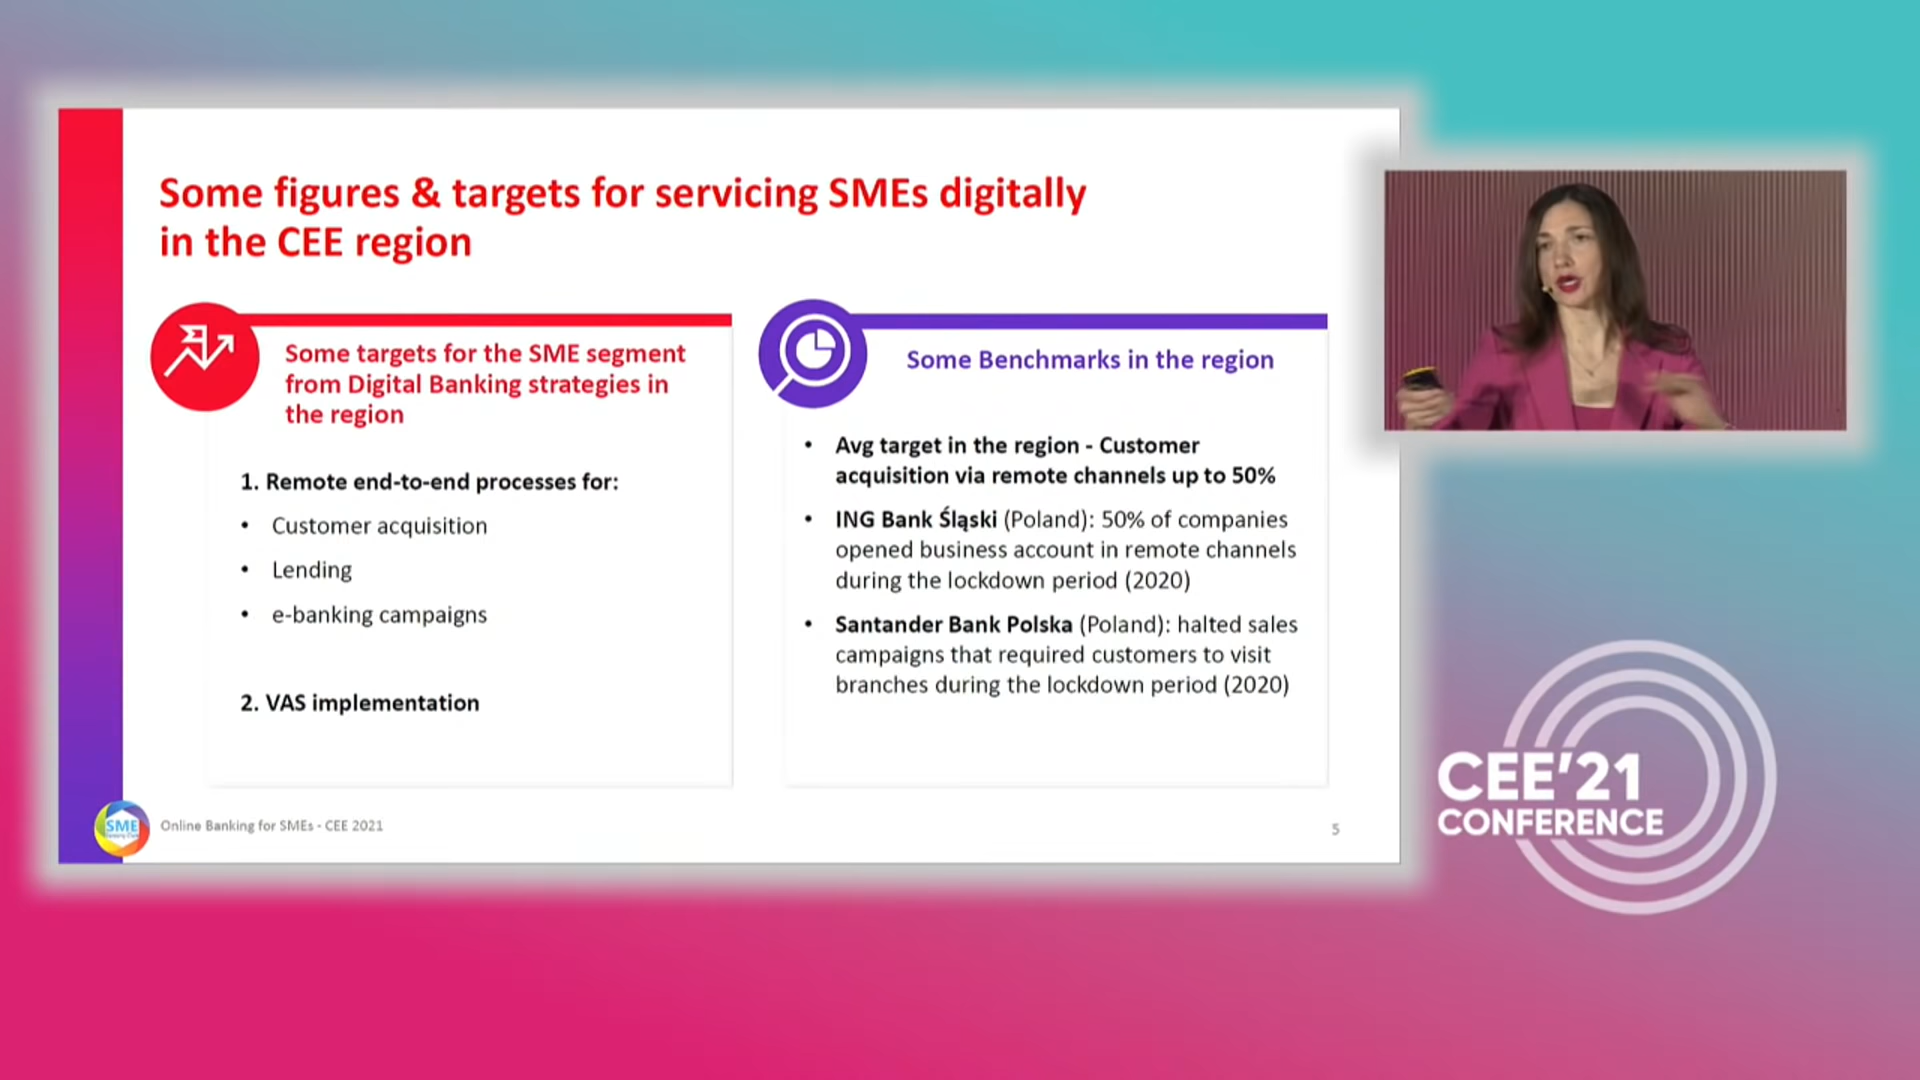 Some figures & targets for servicing SMEs digitally
in the CEE region
Some targets for the SME segment
from Digital Banking strategies in
the region
1. Remote end-to-end processes for:
• Customer acquisition
• Lending
• e-banking campaigns
2. VAS implementation
Some Benchmarks in the region
• Avg target in the region - Customer
acquisition via remote channels up to 50%
• ING Bank Śląski (Poland): 50% of companies
opened business account in remote channels
during the lockdown period (2020)
• Santander Bank Polska (Poland): halted sales
campaigns that required customers to visit
branches during the lockdown period (2020)
SME
Online Banking for SMEs - CEE 2021
5
CEE'21
CONFERENCE